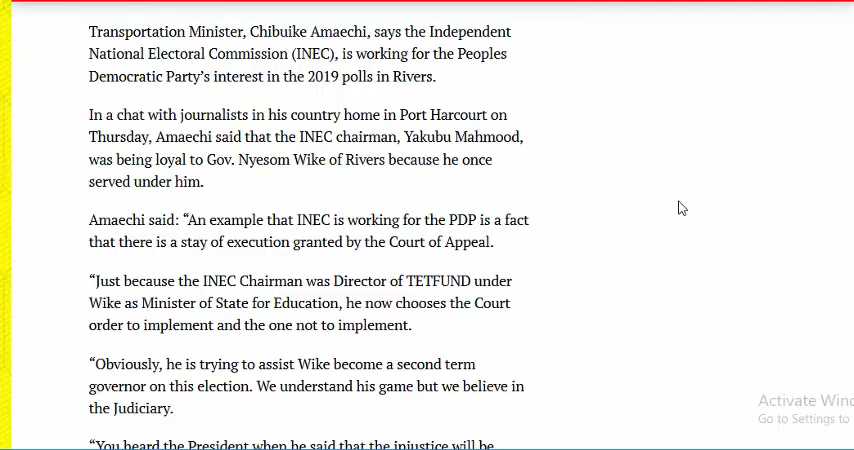 Transportation Minister, Chibuike Amaechi, says the Independent
National Electoral Commission (INEC), is working for the Peoples
Democratic Party’s interest in the 2019 polls in Rivers.
In a chat with journalists in his country home in Port Harcourt on
Thursday, Amaechi said that the INEC chairman, Yakubu Mahmood,
was being loyal to Gov. Nyesom Wike of Rivers because he once
served under him.
Amaechi said: “An example that INEC is working for the PDP is a fact
that there is a stay of execution granted by the Court of Appeal.
“Just because the INEC Chairman was Director of TETFUND under
Wike as Minister of State for Education, he now chooses the Court
order to implement and the one not to implement.
“Obviously, he is trying to assist Wike become a second term
governor on this election. We understand his game but we believe in
the Judiciary.
“You heard the President when he said that the injustice will be
Activate Wind
Go to Settings to